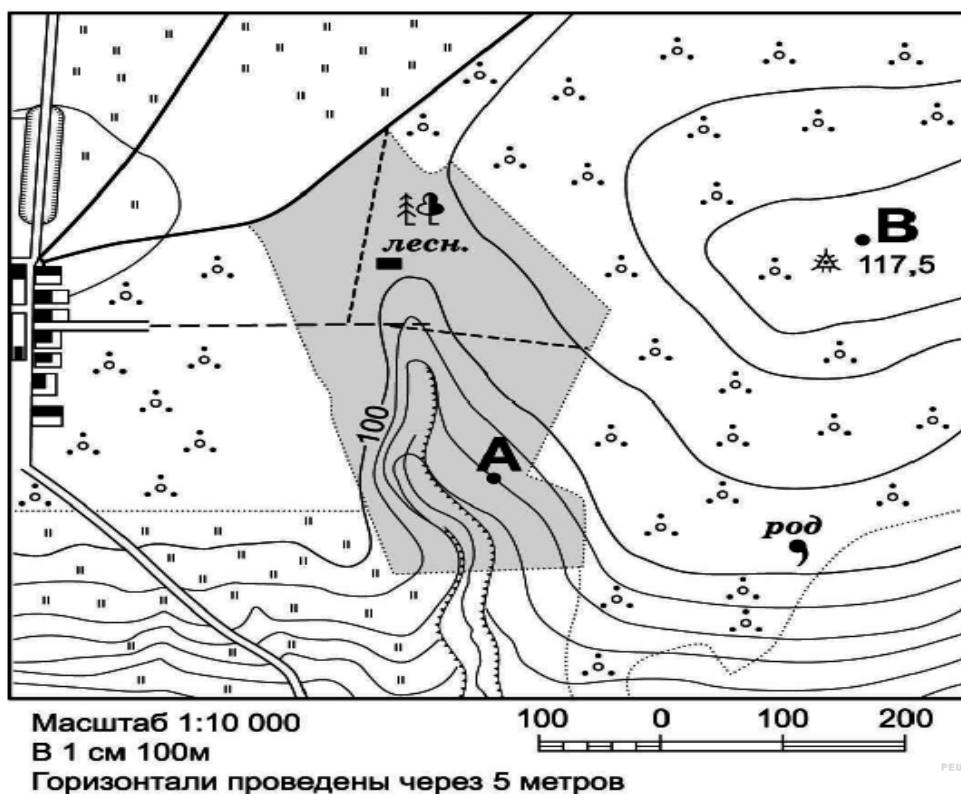 лесн.
В
117,5
100
А
род
Масштаб 1:10 000
В 1 см 100м
Горизонтали проведены через 5 метров
100 0 100 200